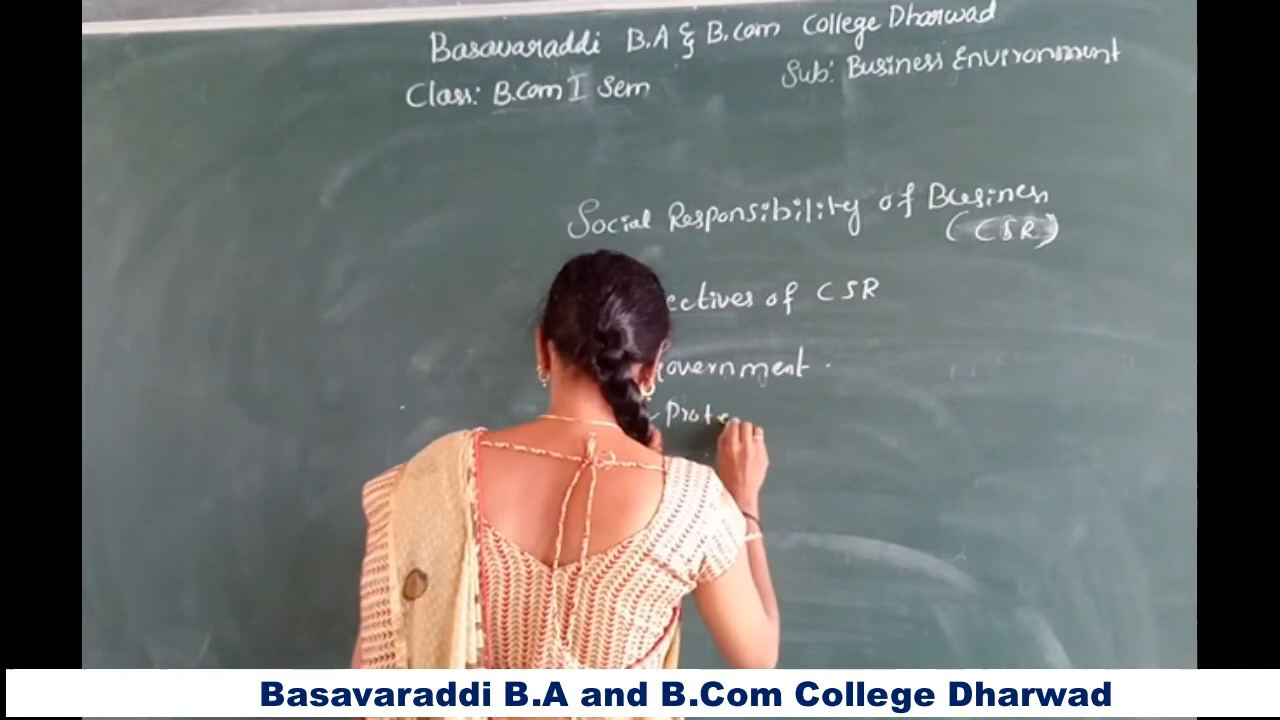 Basavaraddi B.A & B.Com College Dharwad
Sub: Business Environment
Class: B.Com I Sem
Social Responsibility of Business
(CSR)
ectives of CSR
overnment .
- Prote
Basavaraddi B.A and B.Com College Dharwad